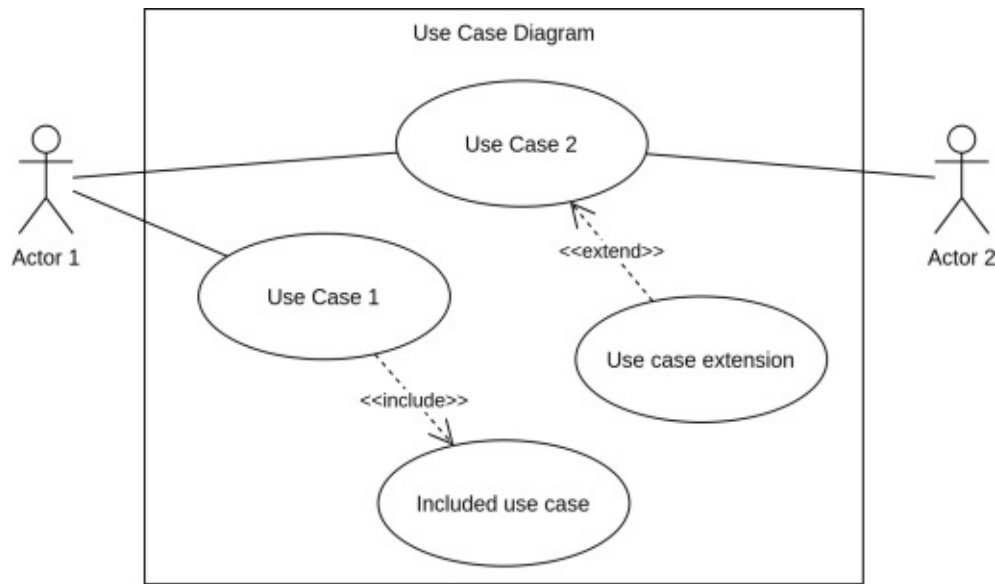 Use Case Diagram
Use Case 2
Actor 1
Actor 2
<<extend>>
Use Case 1
Use case extension
<<include>>
Included use case